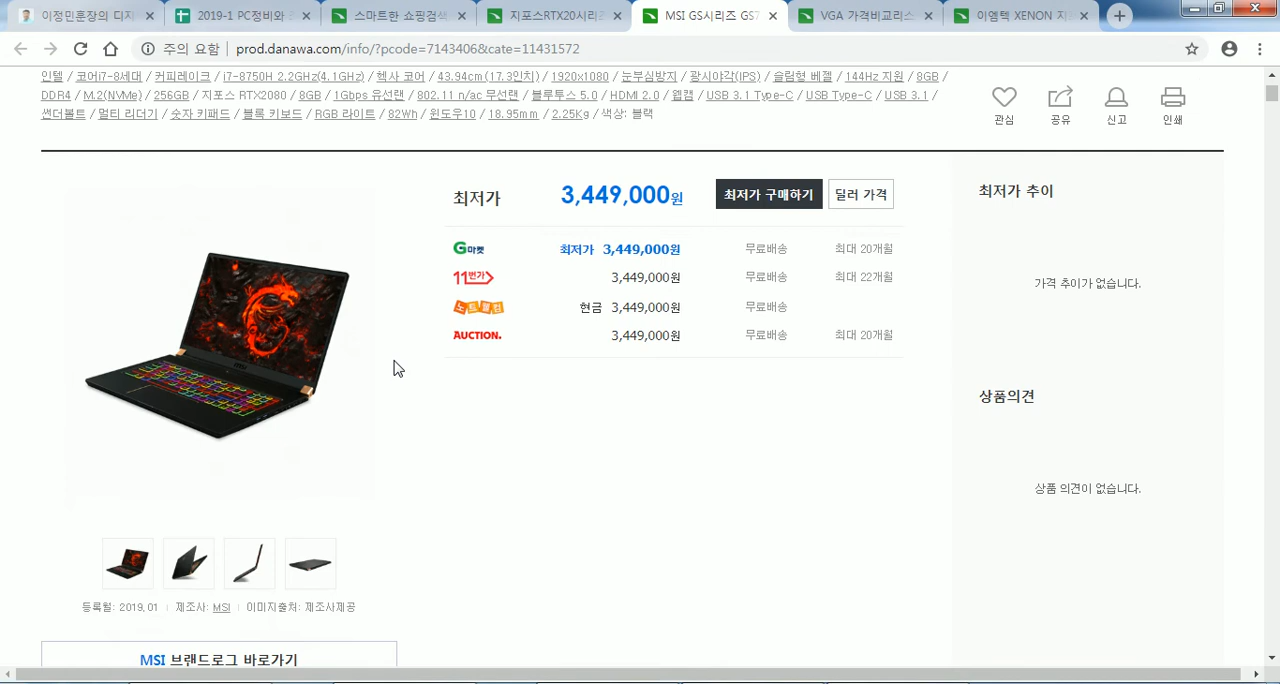 이정민훈장의 디지
2019-1 PC정비와
스마트한 쇼핑검색
지포스RTX20시리
MSI GS시리즈 GS7
VGA 가격비교리스
이엠텍 XENON 지포
주의 요함 | prod.danawa.com/info/?pcode=7143406&cate=11431572
인텔 / 코어i7-8세대 / 커피레이크 / i7-8750H 2.2GHz(4.1GHz) / 헥사 코어 / 43.94cm(17.3인치) / 1920x1080 / 눈부심방지 / 광시야각(IPS) / 슬림형 베젤 / 144Hz 지원 / 8GB /
DDR4 / M.2(NVMe) / 256GB / 지포스 RTX2080 / 8GB / 1Gbps 유선랜 / 802.11 n/ac 무선랜 / 블루투스 5.0 / HDMI 2.0 / 웹캠 / USB 3.1 Type-C / USB Type-C / USB 3.1 /
썬더볼트 / 멀티 리더기 / 숫자 키패드 / 블록 키보드 / RGB 라이트 / 82Wh / 윈도우10 / 18.95mm / 2.25Kg / 색상: 블랙
관심
공유
신고
인쇄
최저가 3,449,000원 최저가 구매하기 딜러 가격
G마켓 최저가 3,449,000원 무료배송 최대 20개월
11번가 3,449,000원 무료배송 최대 22개월
노트웰컴 현금 3,449,000원 무료배송
AUCTION. 3,449,000원 무료배송 최대 20개월
최저가 추이
가격 추이가 없습니다.
상품의견
상품 의견이 없습니다.
등록월: 2019.01 | 제조사: MSI | 이미지출처: 제조사제공
MSI 브랜드로그 바로가기